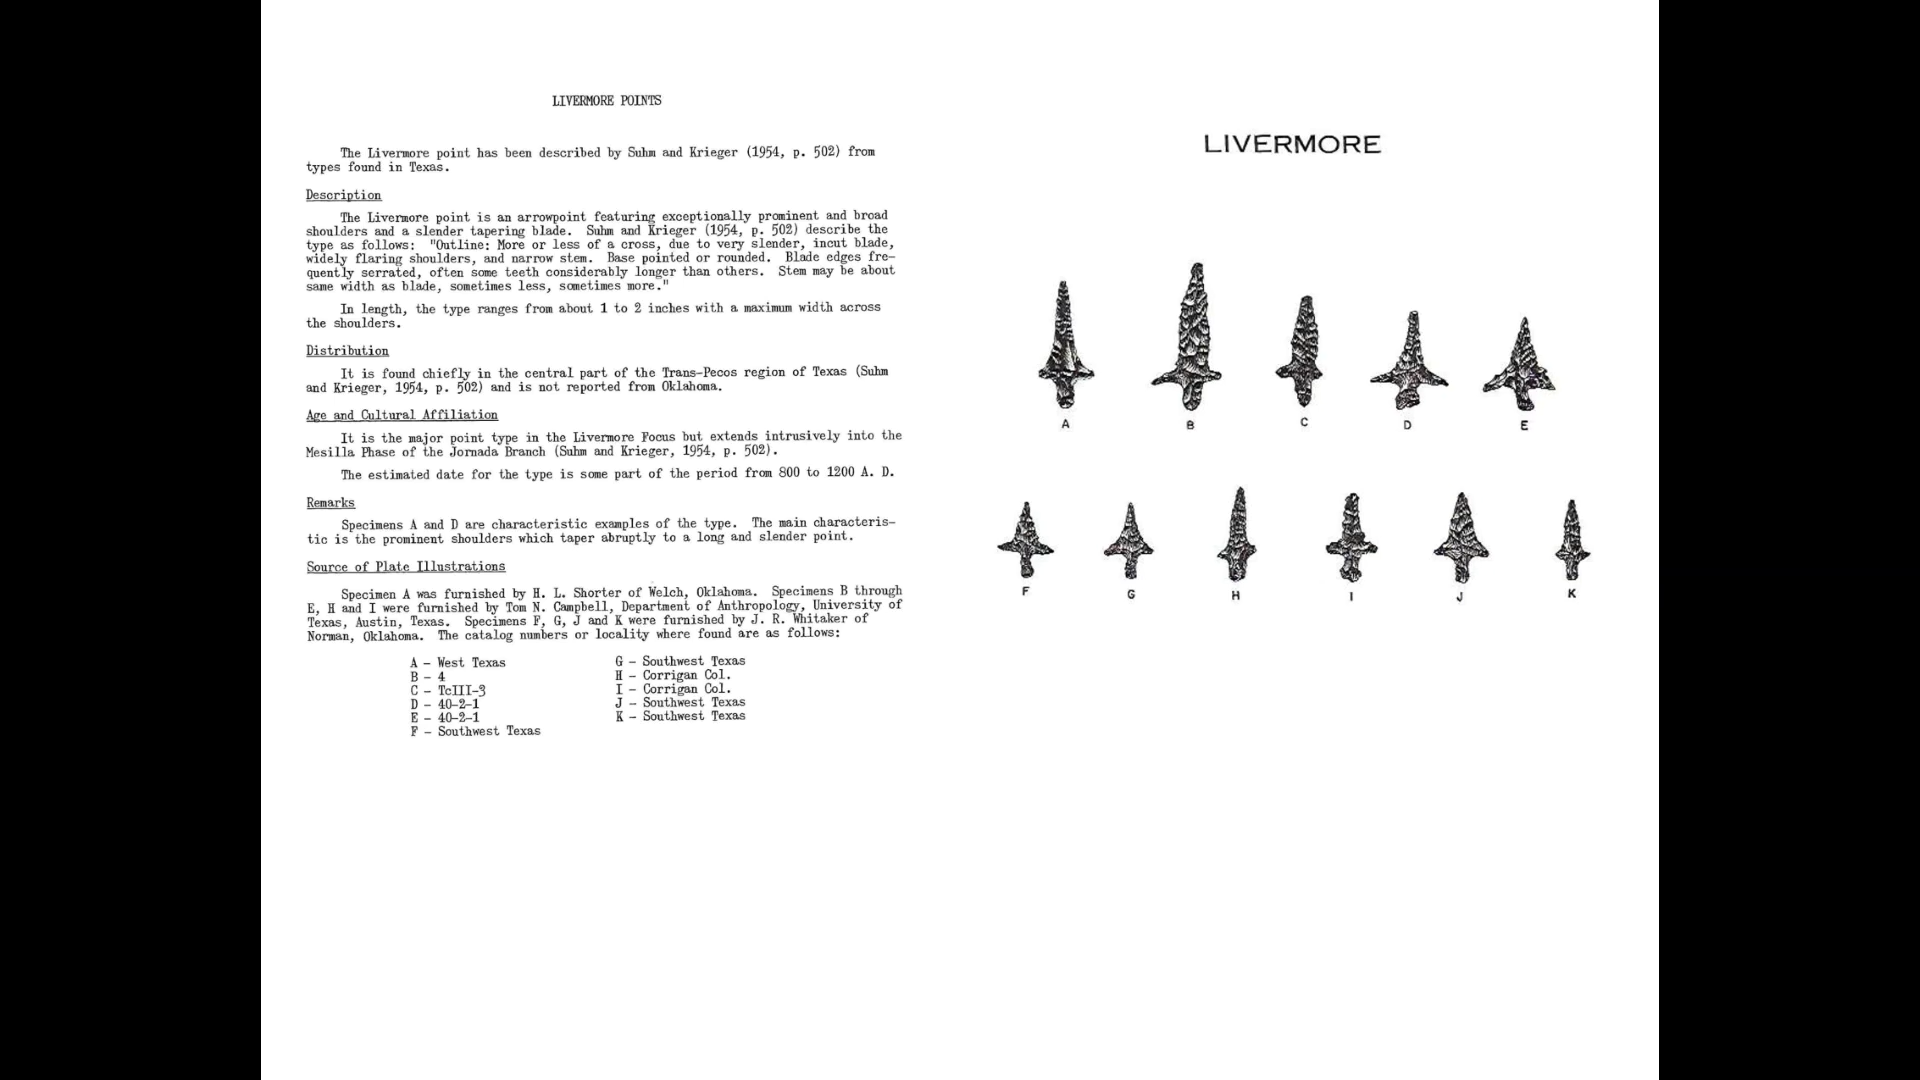 LIVERMORE POINTS
The Livermore point has been described by Suhm and Krieger (1954, p. 502) from
types found in Texas.
Description
The Livermore point is an arrowpoint featuring exceptionally prominent and broad
shoulders and a slender tapering blade. Suhm and Krieger (1954, p. 502) describe the
type as follows: "Outline: More or less of a cross, due to very slender, incut blade,
widely flaring shoulders, and narrow stem. Base pointed or rounded. Blade edges fre-
quently serrated, often some teeth considerably longer than others. Stem may be about
same width as blade, sometimes less, sometimes more."
In length, the type ranges from about 1 to 2 inches with a maximum width across
the shoulders.
Distribution
It is found chiefly in the central part of the Trans-Pecos region of Texas (Suhm
and Krieger, 1954, p. 502) and is not reported from Oklahoma.
Age and Cultural Affiliation
It is the major point type in the Livermore Focus but extends intrusively into the
Mesilla Phase of the Jornada Branch (Suhm and Krieger, 1954, p. 502).
The estimated date for the type is some part of the period from 800 to 1200 A. D.
Remarks
Specimens A and D are characteristic examples of the type. The main characteris-
tic is the prominent shoulders which taper abruptly to a long and slender point.
Source of Plate Illustrations
Specimen A was furnished by H. L. Shorter of Welch, Oklahoma. Specimens B through
E, H and I were furnished by Tom N. Campbell, Department of Anthropology, University of
Texas, Austin, Texas. Specimens F, G, J and K were furnished by J. R. Whitaker of
Norman, Oklahoma. The catalog numbers or locality where found are as follows:
A - West Texas
B - 4
C - TcIII-3
D - 40-2-1
E - 40-2-1
F - Southwest Texas
G - Southwest Texas
H - Corrigan Col.
I - Corrigan Col.
J - Southwest Texas
K - Southwest Texas
LIVERMORE
A B C D E
F G H I J K